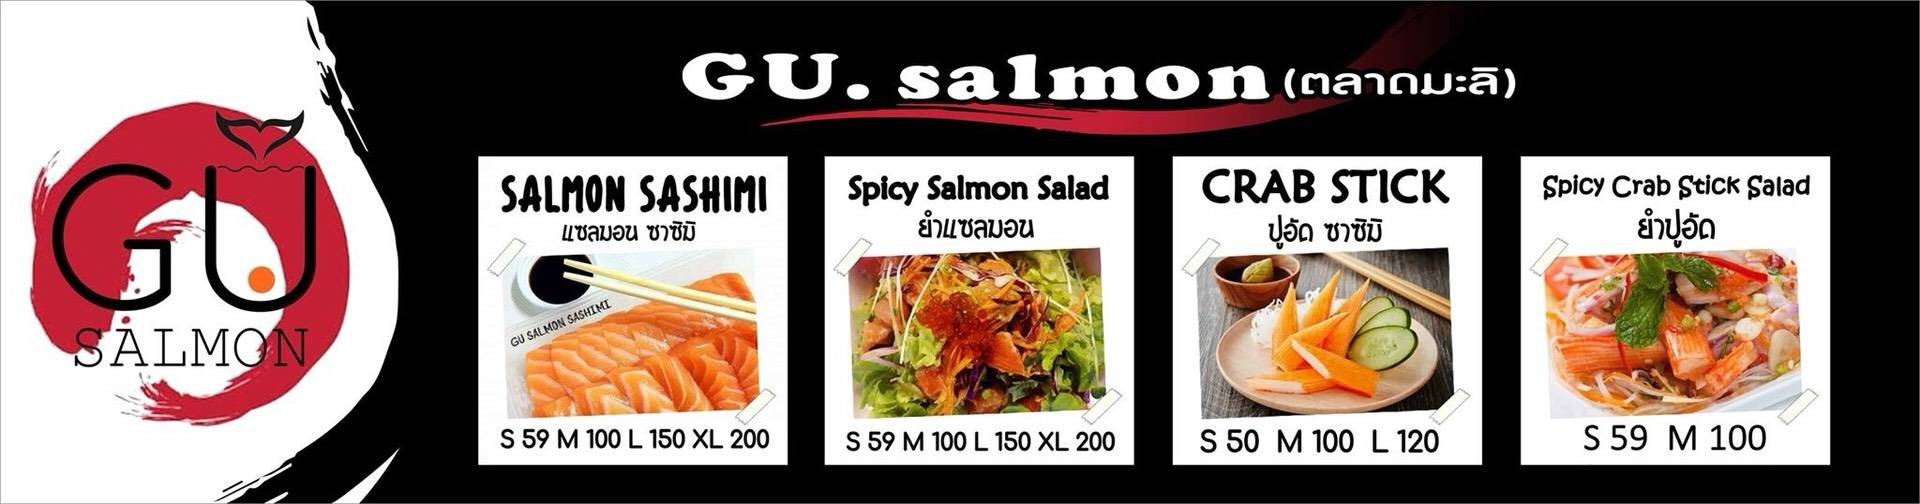 GU
SALMON
GU. salmon (ตลาดมะลิ)
SALMON SASHIMI
แซลมอน ซาซิมิ
GU SALMON SASHIMI
S 59 M 100 L 150 XL 200
Spicy Salmon Salad
ยำแซลมอน
S 59 M 100 L 150 XL 200
CRAB STICK
ปูอัด ซาซิมิ
S 50 M 100 L 120
Spicy Crab Stick Salad
ยำปูอัด
S 59 M 100